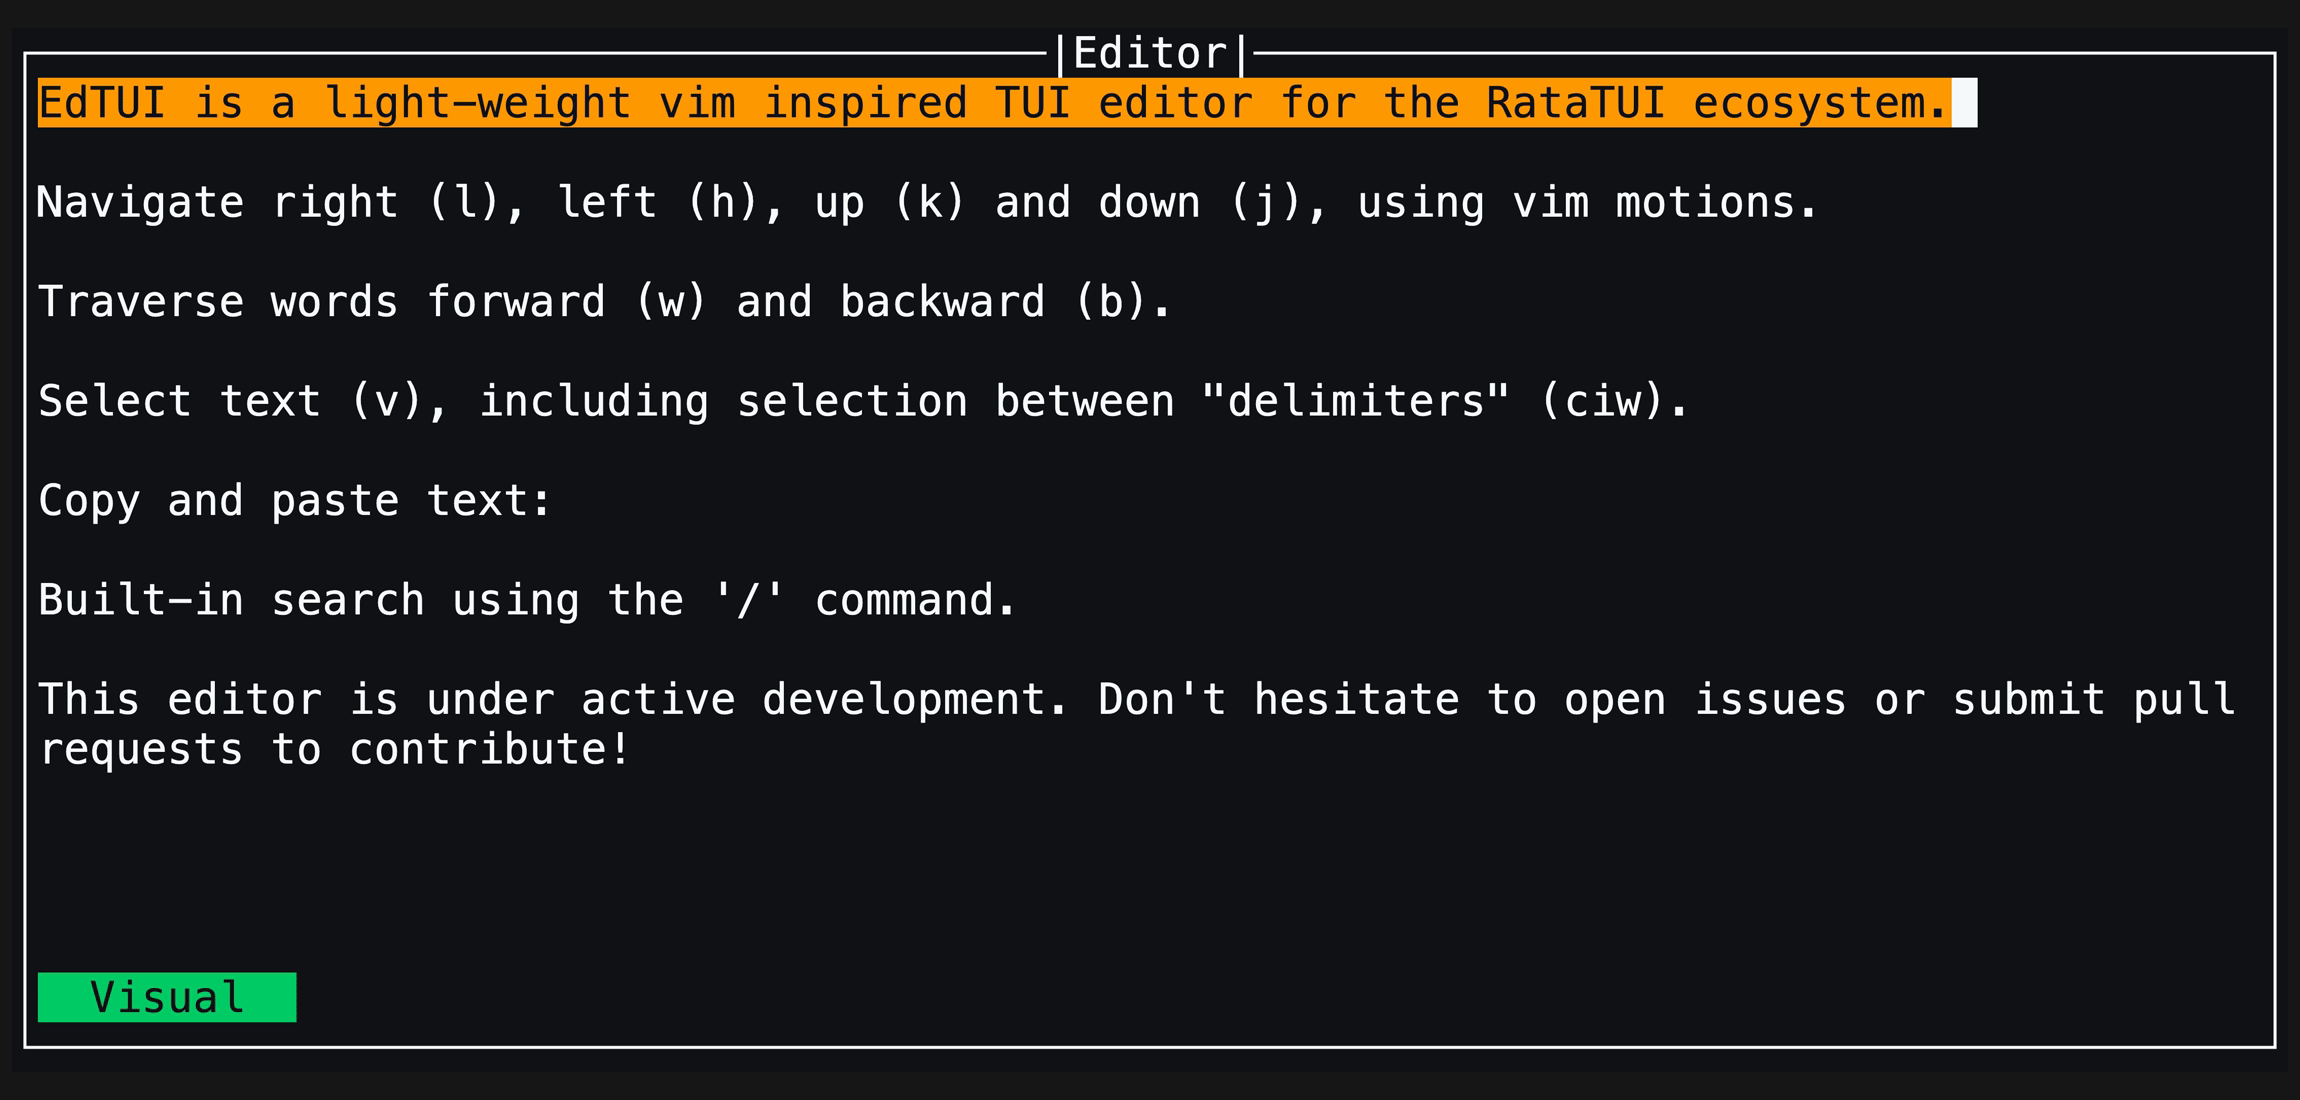 |Editor|
EdTUI is a light-weight vim inspired TUI editor for the RataTUI ecosystem.
Navigate right (l), left (h), up (k) and down (j), using vim motions.
Traverse words forward (w) and backward (b).
Select text (v), including selection between "delimiters" (ciw).
Copy and paste text:
Built-in search using the '/' command.
This editor is under active development. Don't hesitate to open issues or submit pull
requests to contribute!
Visual